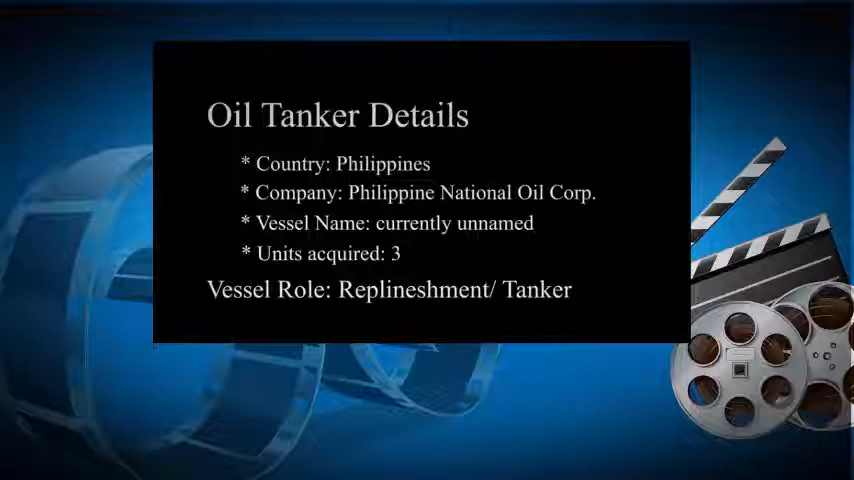 Oil Tanker Details
* Country: Philippines
* Company: Philippine National Oil Corp.
* Vessel Name: currently unnamed
* Units acquired: 3
Vessel Role: Replineshment/ Tanker